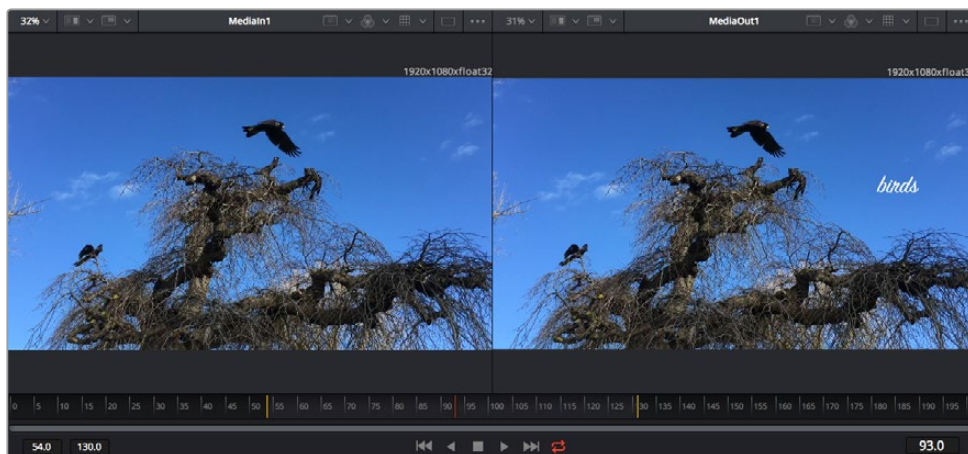 32% MediaIn1
31% MediaOut1
1920x1080xfloat32
1920x1080xfloat3
birds
0 5 10 15 20 25 30 35 40 45 50 55 60 65 70 75 80 85 90 95 100 105 110 115 120 125 30 135 140 145 150 155 160 165 170 175 180 185 190 195
54.0 130.0 93.0